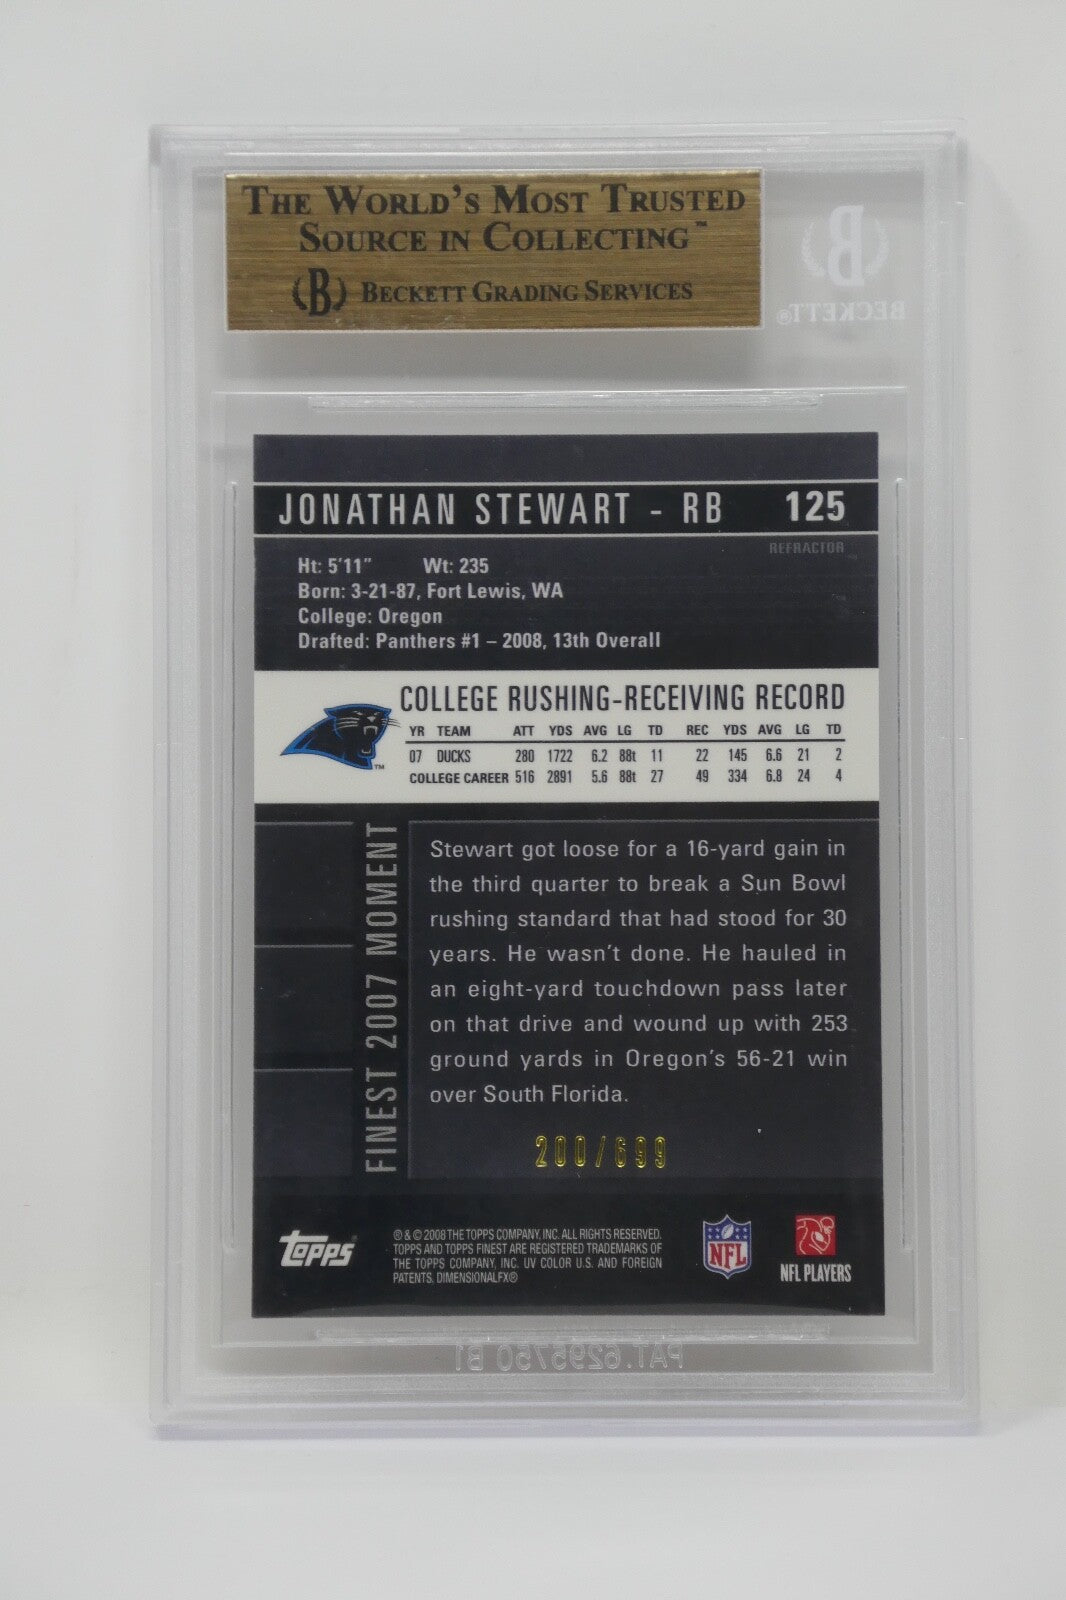 THE WORLD'S MOST TRUSTED
SOURCE IN COLLECTING™
B BECKETT GRADING SERVICES
B
BECKETT®
JONATHAN STEWART - RB 125
REFRACTOR
Ht: 5'11" Wt: 235
Born: 3-21-87, Fort Lewis, WA
College: Oregon
Drafted: Panthers #1 – 2008, 13th Overall
COLLEGE RUSHING-RECEIVING RECORD
YR TEAM ATT YDS AVG LG TD REC YDS AVG LG TD
07 DUCKS 280 1722 6.2 88t 11 22 145 6.6 21 2
COLLEGE CAREER 516 2891 5.6 88t 27 49 334 6.8 24 4
™
FINEST 2007 MOMENT
Stewart got loose for a 16-yard gain in
the third quarter to break a Sun Bowl
rushing standard that had stood for 30
years. He wasn't done. He hauled in
an eight-yard touchdown pass later
on that drive and wound up with 253
ground yards in Oregon's 56-21 win
over South Florida.
200/699
Topps®
® & © 2008 THE TOPPS COMPANY, INC. ALL RIGHTS RESERVED.
TOPPS AND TOPPS FINEST ARE REGISTERED TRADEMARKS OF
THE TOPPS COMPANY, INC. UV COLOR U.S. AND FOREIGN
PATENTS. DIMENSIONALFX®
NFL
NFL PLAYERS
PAT. 6295750 B1